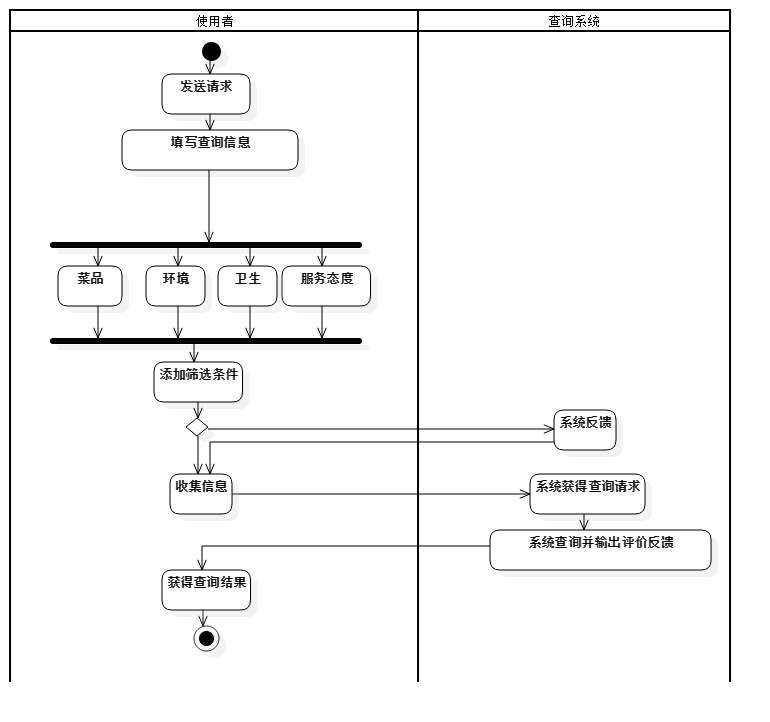 使用者
查询系统
发送请求
填写查询信息
菜品
环境
卫生
服务态度
添加筛选条件
系统反馈
收集信息
系统获得查询请求
系统查询并输出评价反馈
获得查询结果